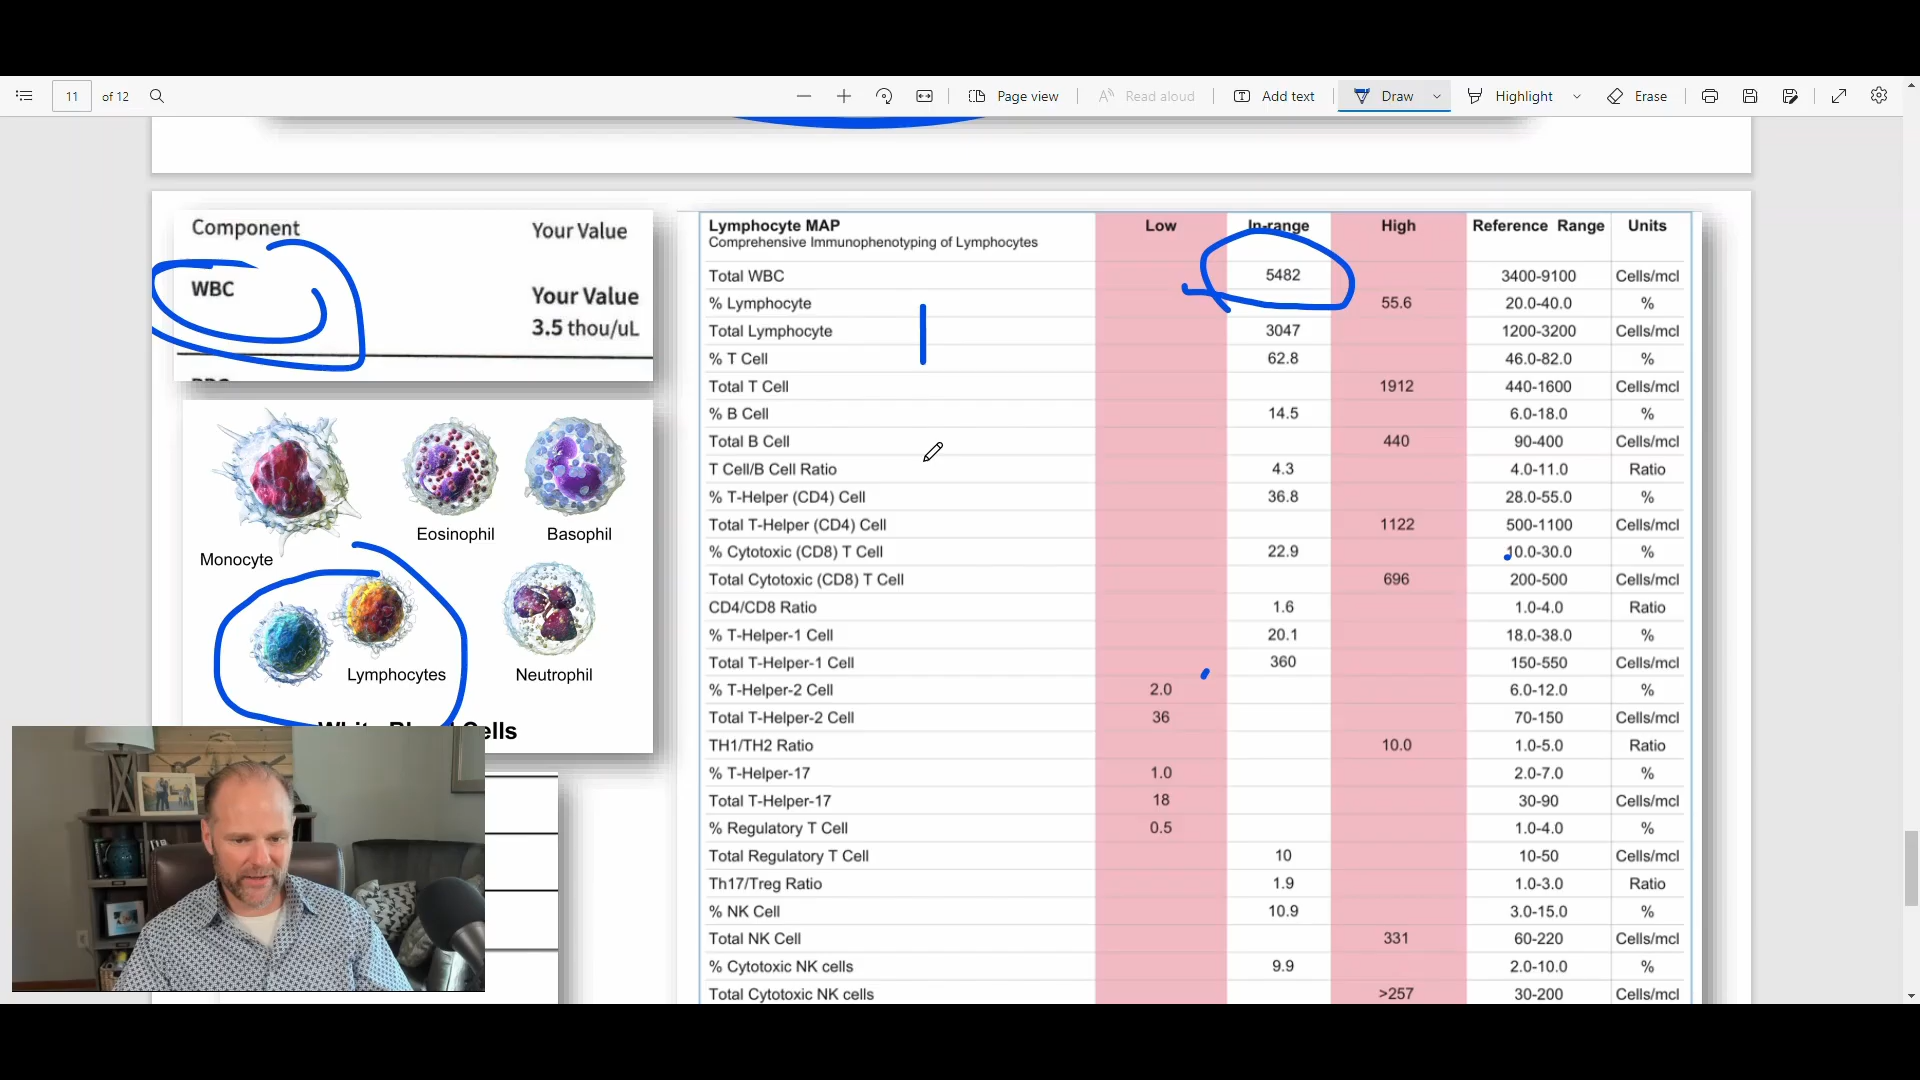 11 of 12 Page view Read aloud Add text Draw Highlight Erase
Component Your Value
WBC Your Value
3.5 thou/uL
Monocyte
Eosinophil
Basophil
Lymphocytes
Neutrophil
Cells
Lymphocyte MAP Low In-range High Reference Range Units
Comprehensive Immunophenotyping of Lymphocytes
Total WBC 5482 3400-9100 Cells/mcl
% Lymphocyte 55.6 20.0-40.0 %
Total Lymphocyte 3047 1200-3200 Cells/mcl
% T Cell 62.8 46.0-82.0 %
Total T Cell 1912 440-1600 Cells/mcl
% B Cell 14.5 6.0-18.0 %
Total B Cell 440 90-400 Cells/mcl
T Cell/B Cell Ratio 4.3 4.0-11.0 Ratio
% T-Helper (CD4) Cell 36.8 28.0-55.0 %
Total T-Helper (CD4) Cell 1122 500-1100 Cells/mcl
% Cytotoxic (CD8) T Cell 22.9 10.0-30.0 %
Total Cytotoxic (CD8) T Cell 696 200-500 Cells/mcl
CD4/CD8 Ratio 1.6 1.0-4.0 Ratio
% T-Helper-1 Cell 20.1 18.0-38.0 %
Total T-Helper-1 Cell 360 150-550 Cells/mcl
% T-Helper-2 Cell 2.0 6.0-12.0 %
Total T-Helper-2 Cell 36 70-150 Cells/mcl
TH1/TH2 Ratio 10.0 1.0-5.0 Ratio
% T-Helper-17 1.0 2.0-7.0 %
Total T-Helper-17 18 30-90 Cells/mcl
% Regulatory T Cell 0.5 1.0-4.0 %
Total Regulatory T Cell 10 10-50 Cells/mcl
Th17/Treg Ratio 1.9 1.0-3.0 Ratio
% NK Cell 10.9 3.0-15.0 %
Total NK Cell 331 60-220 Cells/mcl
% Cytotoxic NK cells 9.9 2.0-10.0 %
Total Cytotoxic NK cells >257 30-200 Cells/mcl